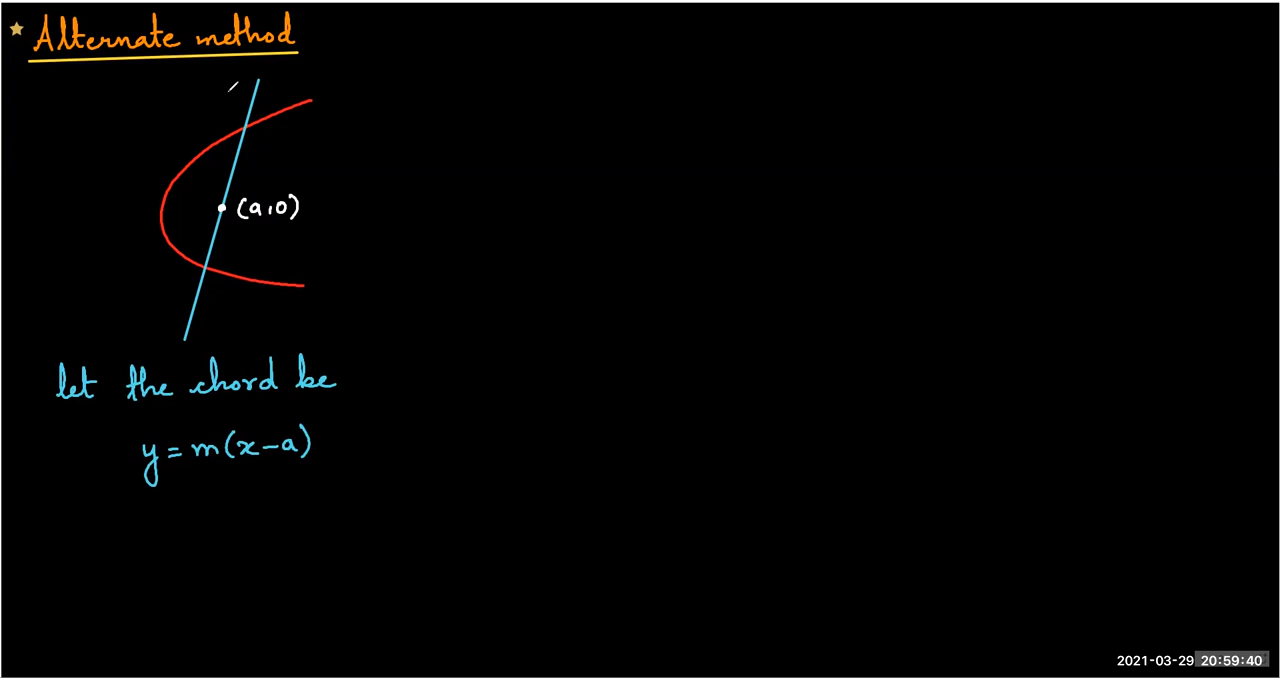 Alternate method
(a,0)
let the chord be
y = m(x-a)
2021-03-29 20:59:40